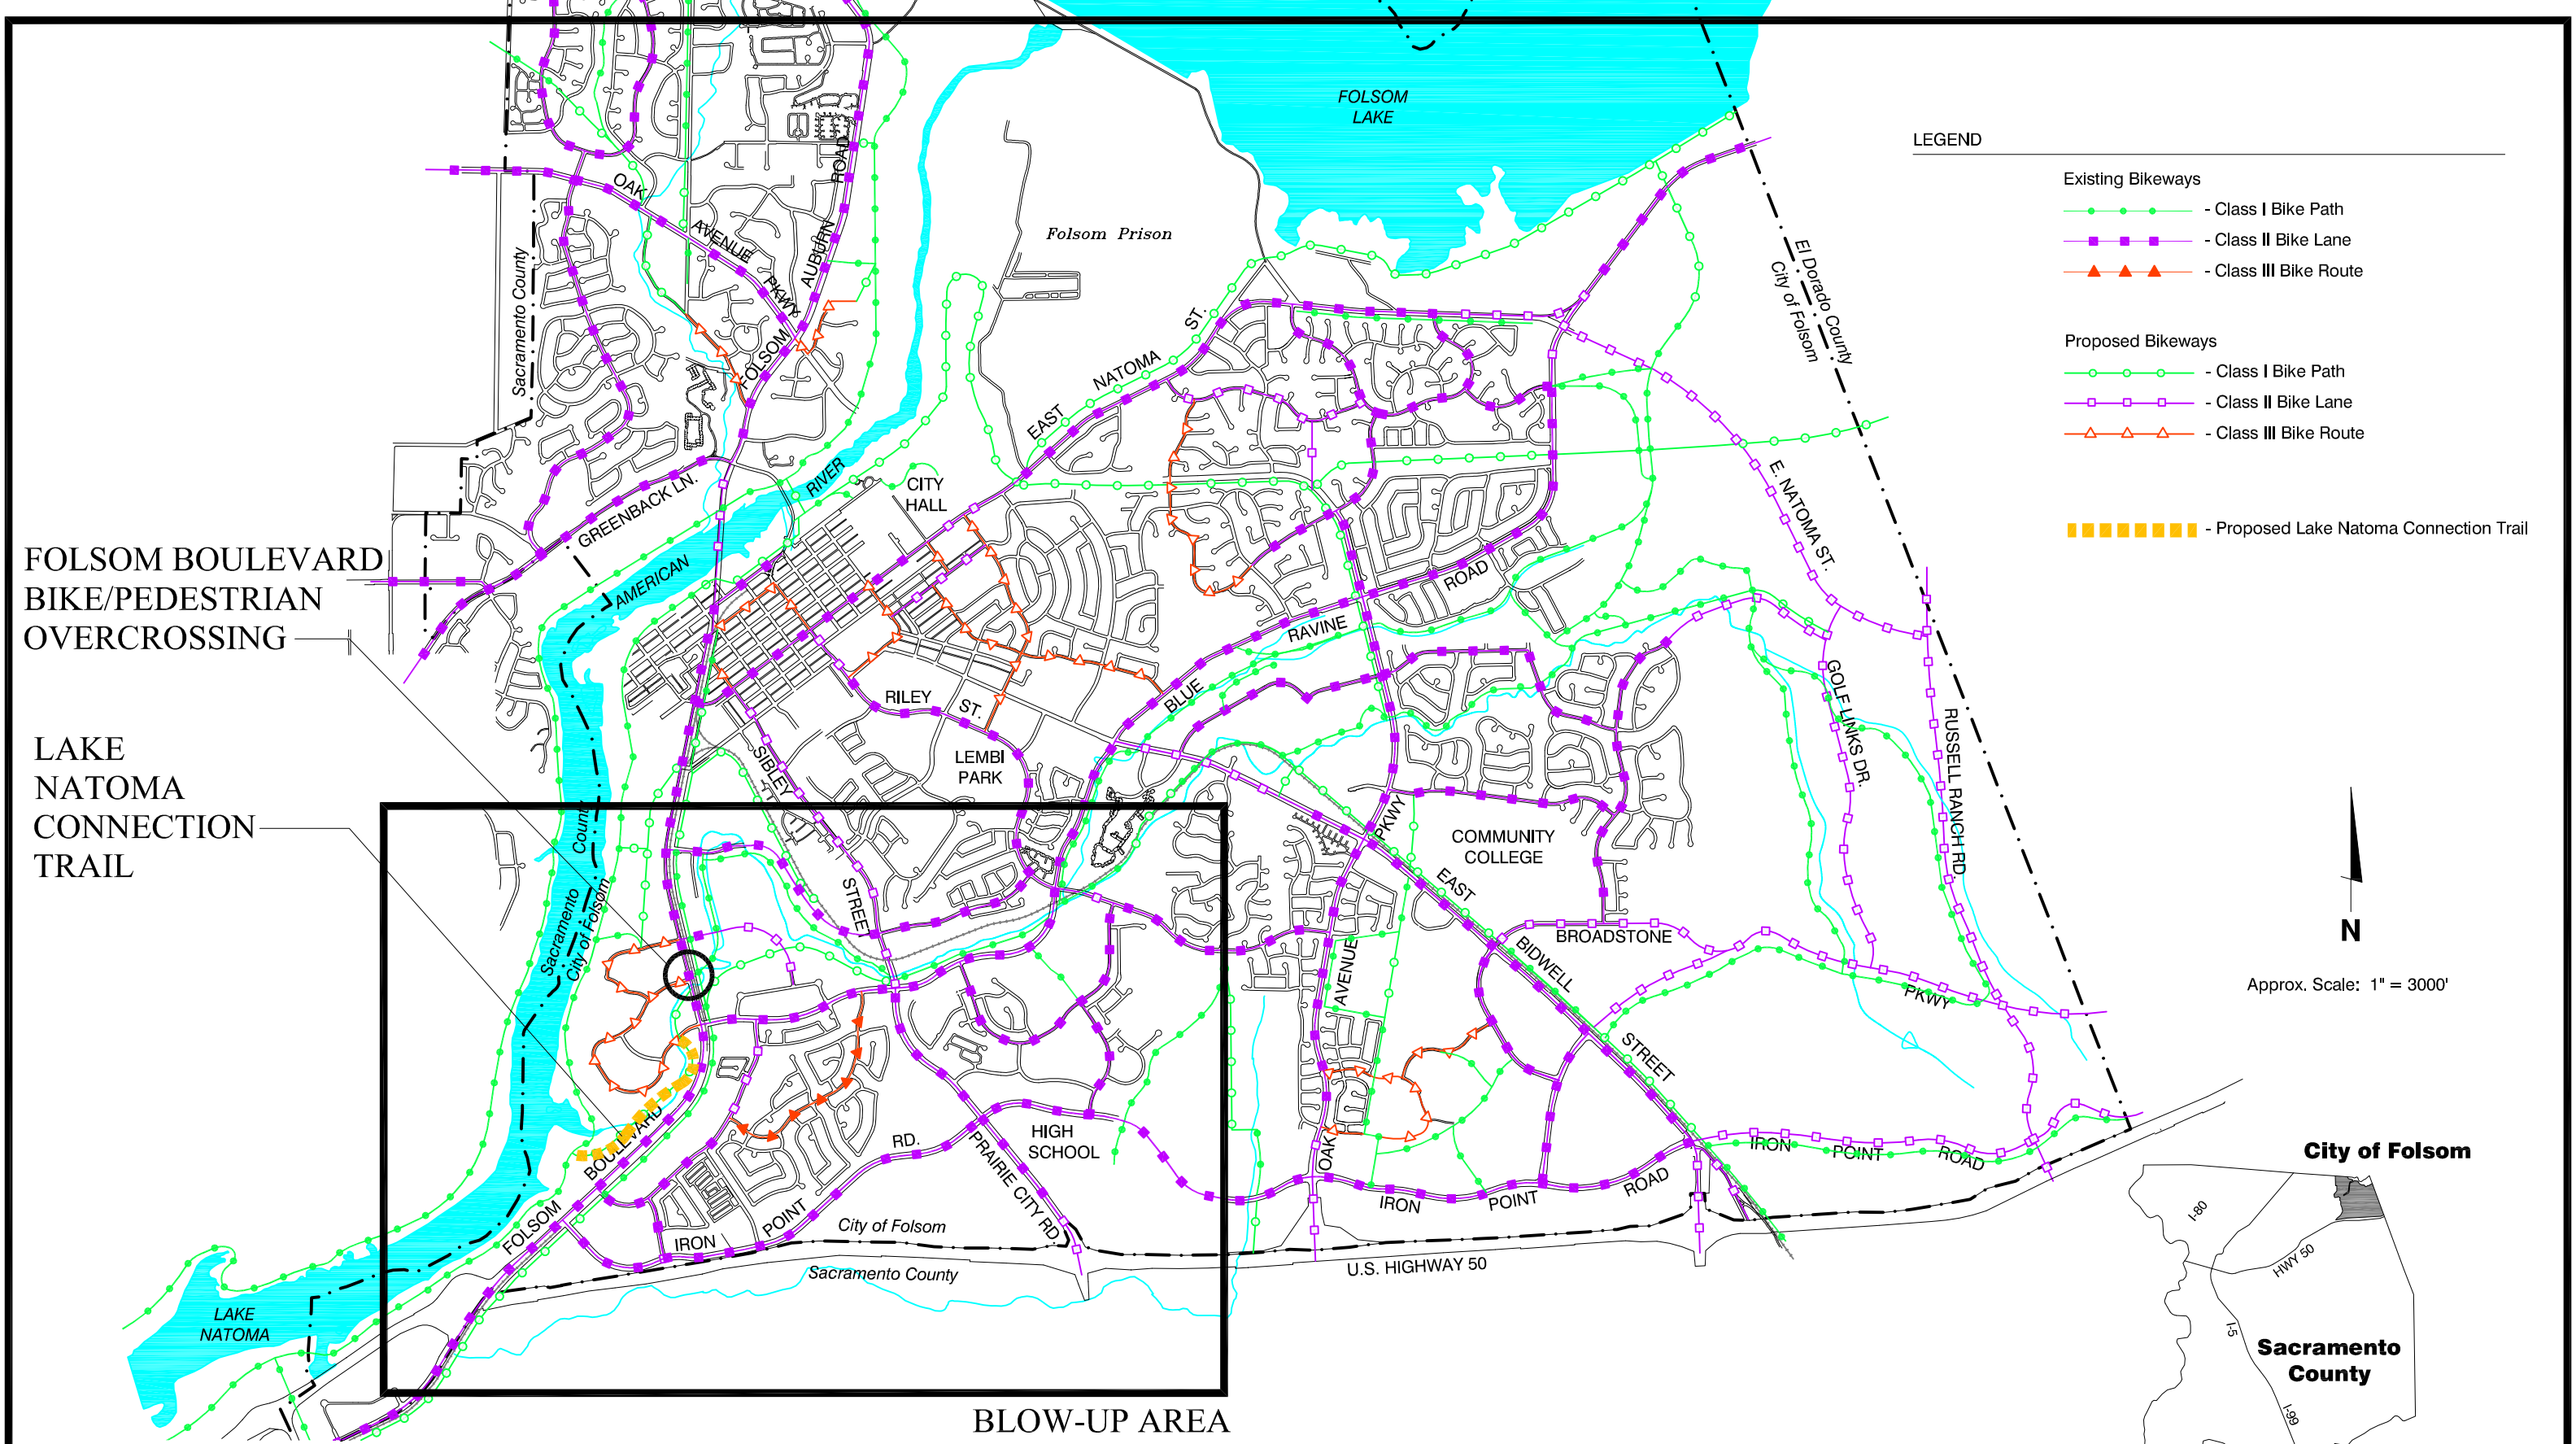 FOLSOM
LAKE
LEGEND
Existing Bikeways
- Class I Bike Path
- Class II Bike Lane
- Class III Bike Route
Proposed Bikeways
- Class I Bike Path
- Class II Bike Lane
- Class III Bike Route
- Proposed Lake Natoma Connection Trail
OAK
AVENUE
PKWY
FOLSOM
AUBURN
ROAD
Sacramento County
Folsom Prison
El Dorado County
City of Folsom
EAST
NATOMA
ST.
GREENBACK LN.
AMERICAN
RIVER
CITY
HALL
E. NATOMA ST.
FOLSOM BOULEVARD
BIKE/PEDESTRIAN
OVERCROSSING
LAKE
NATOMA
CONNECTION
TRAIL
BLUE
RAVINE
ROAD
RILEY
ST.
LEMBI
PARK
SIBLEY
STREET
GOLF LINKS DR.
RUSSELL RANCH RD.
COMMUNITY
COLLEGE
OAK
AVENUE
PKWY
EAST
BIDWELL
STREET
BROADSTONE
PKWY
N
Approx. Scale: 1" = 3000'
Sacramento County
City of Folsom
FOLSOM
BOULEVARD
IRON
POINT
RD.
PRAIRIE CITY RD.
HIGH
SCHOOL
City of Folsom
Sacramento County
IRON
POINT
ROAD
IRON
POINT
ROAD
U.S. HIGHWAY 50
LAKE
NATOMA
BLOW-UP AREA
City of Folsom
I-80
HWY 50
I-5
Sacramento
County
I-99